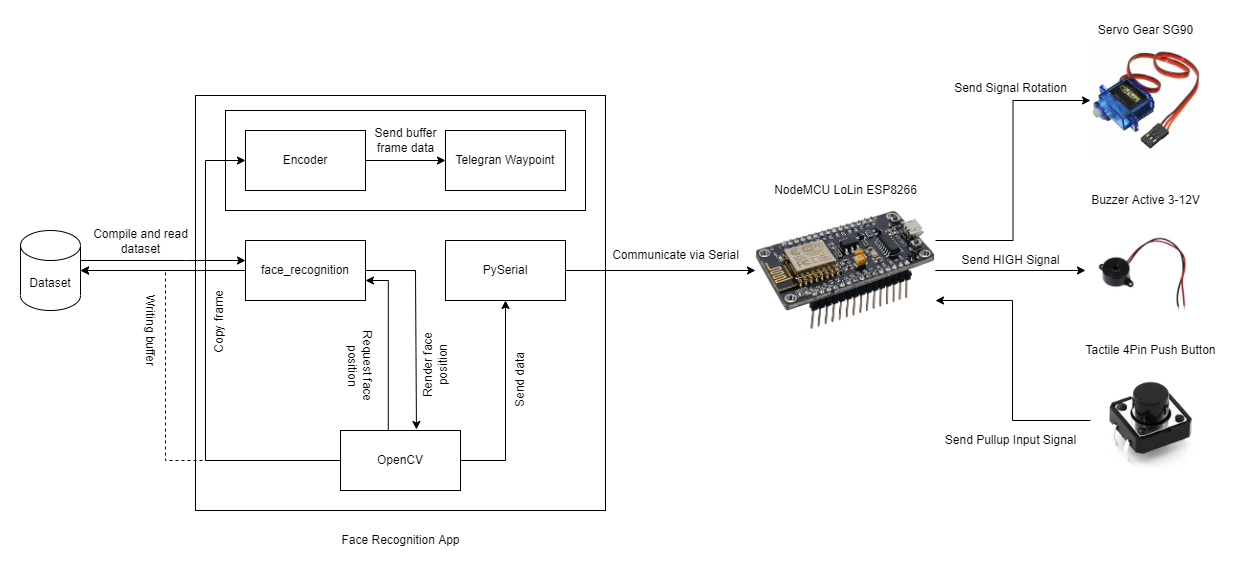 Servo Gear SG90
Send Signal Rotation
Send buffer
frame data
Encoder
Telegran Waypoint
NodeMCU LoLin ESP8266
Buzzer Active 3-12V
Compile and read
dataset
Dataset
face_recognition
PySerial
Communicate via Serial
Send HIGH Signal
Writing buffer
Copy frame
Request face
position
Render face
position
Send data
Tactile 4Pin Push Button
Send Pullup Input Signal
OpenCV
Face Recognition App